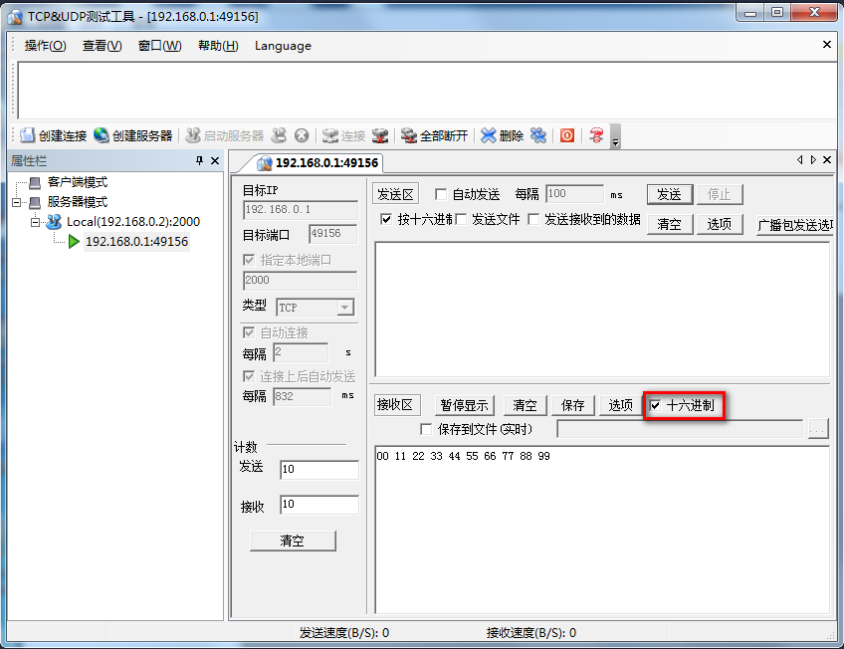 TCP&UDP测试工具 - [192.168.0.1:49156]
操作(O) 查看(V) 窗口(W) 帮助(H) Language
创建连接 创建服务器 启动服务器 连接 全部断开 删除
属性栏
客户端模式
服务器模式
Local(192.168.0.2):2000
192.168.0.1:49156
192.168.0.1:49156
目标IP
192.168.0.1
目标端口 49156
指定本地端口
2000
类型 TCP
自动连接
每隔 2 s
连接上后自动发送
每隔 832 ms
计数
发送 10
接收 10
清空
发送区 自动发送 每隔 100 ms 发送 停止
按十六进制 发送文件 发送接收到的数据 清空 选项 广播包发送选项
接收区 暂停显示 清空 保存 选项 十六进制
保存到文件(实时) ...
00 11 22 33 44 55 66 77 88 99
发送速度(B/S): 0 接收速度(B/S): 0